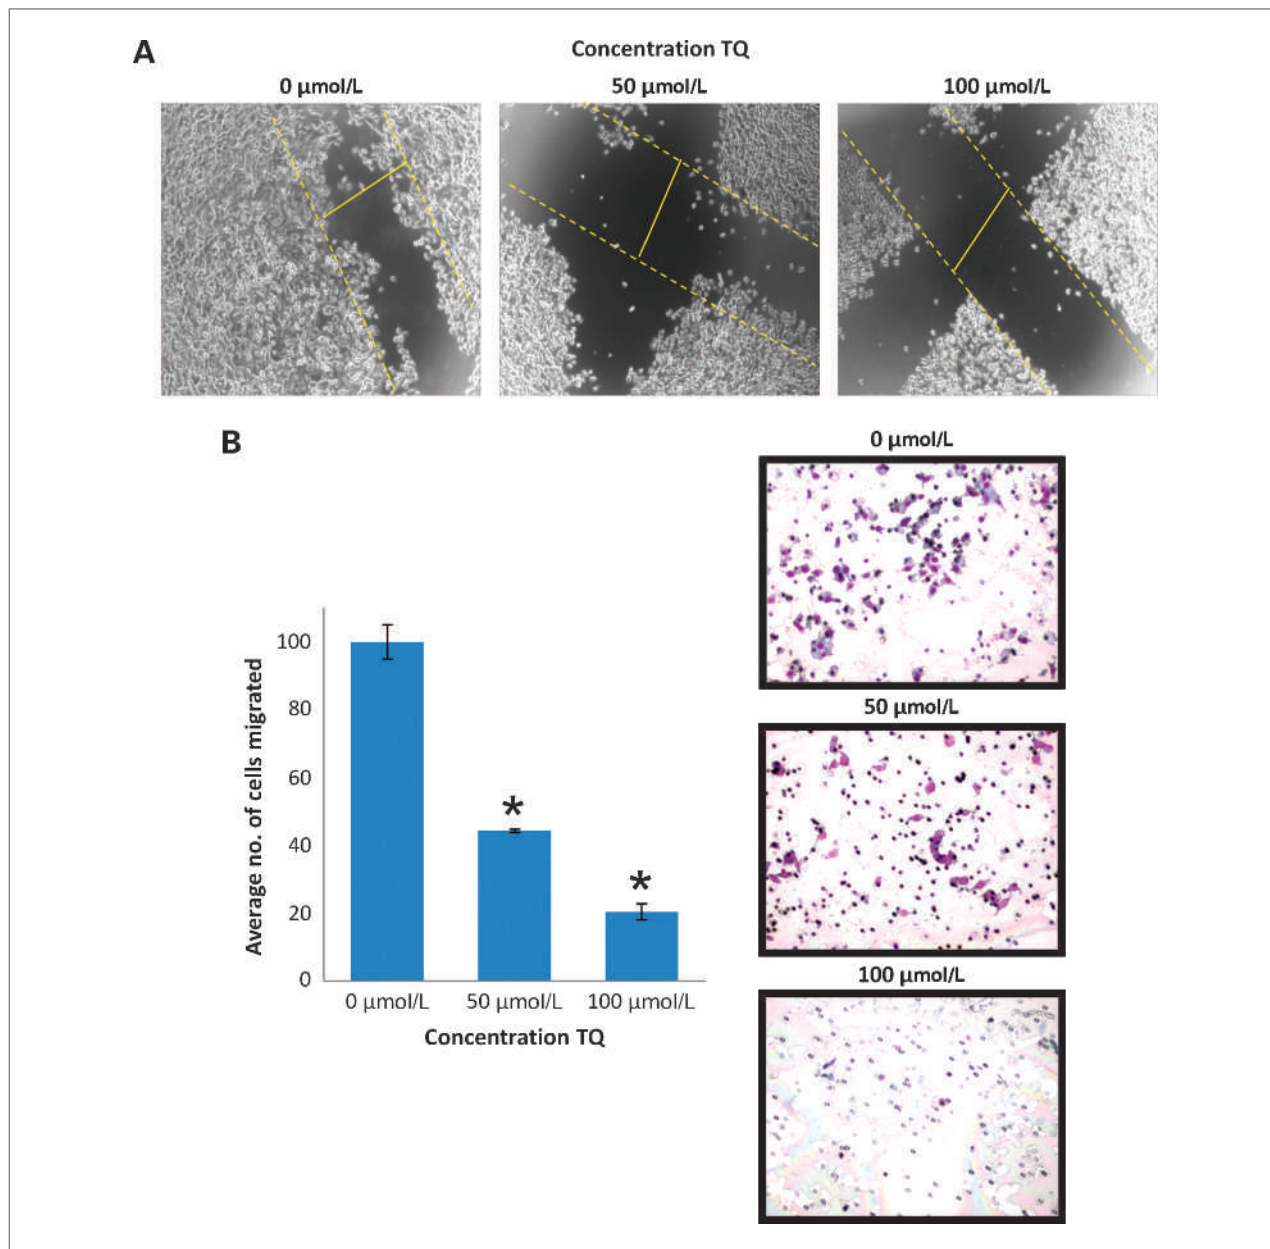 A
Concentration TQ
0 μmol/L
50 μmol/L
100 μmol/L
B
Average no. of cells migrated
100
80
60
40
20
0
*
*
0 μmol/L
50 μmol/L
100 μmol/L
Concentration TQ
0 μmol/L
50 μmol/L
100 μmol/L